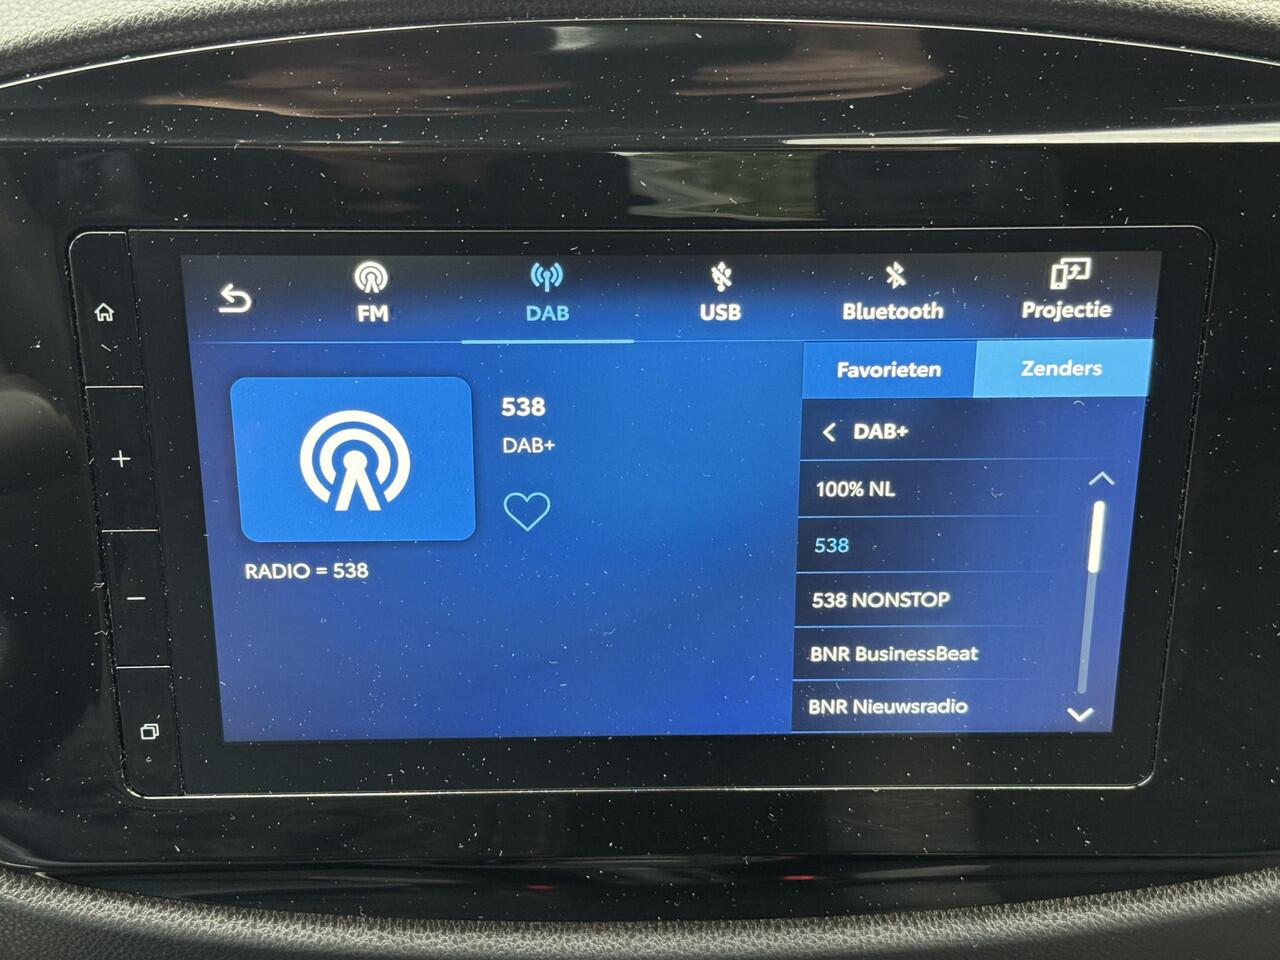 FM
DAB
USB
Bluetooth
Projectie
Favorieten
Zenders
538
DAB+
RADIO = 538
DAB+
100% NL
538
538 NONSTOP
BNR BusinessBeat
BNR Nieuwsradio